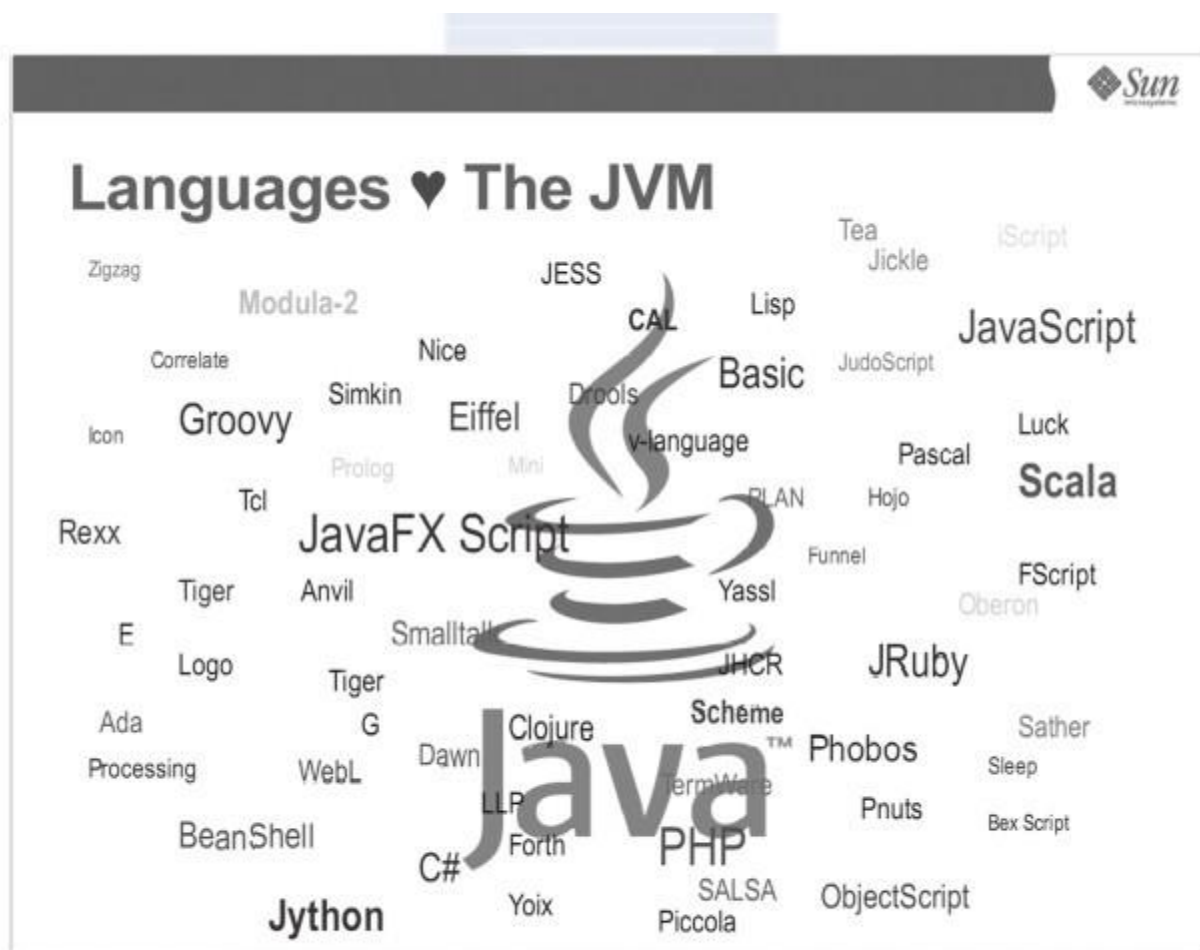 Sun
microsystems
Languages ♥ The JVM
Tea
iScript
Jickle
Zigzag
JESS
Modula-2
CAL
Lisp
JavaScript
Correlate
Nice
JudoScript
Basic
Simkin
Drools
Groovy
Eiffel
Icon
v-language
Luck
Pascal
Prolog
Mini
Scala
Tcl
PLAN
Hojo
Rexx
JavaFX Script
Funnel
Tiger
Anvil
Yassl
FScript
Oberon
E
Smalltalk
Logo
JHCR
JRuby
Tiger
Ada
G
Clojure
Scheme
Sather
Processing
WebL
Dawn
Java™
Phobos
Sleep
TermWare
LLP
Pnuts
Bex Script
BeanShell
Forth
PHP
C#
SALSA
ObjectScript
Jython
Yoix
Piccola